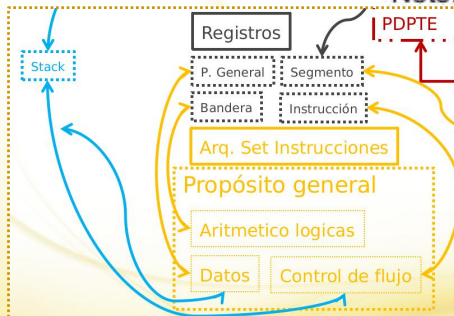 PDPTE
Registros
Stack
P. General
Segmento
Bandera
Instrucción
Arq. Set Instrucciones
Propósito general
Aritmetico logicas
Datos
Control de flujo